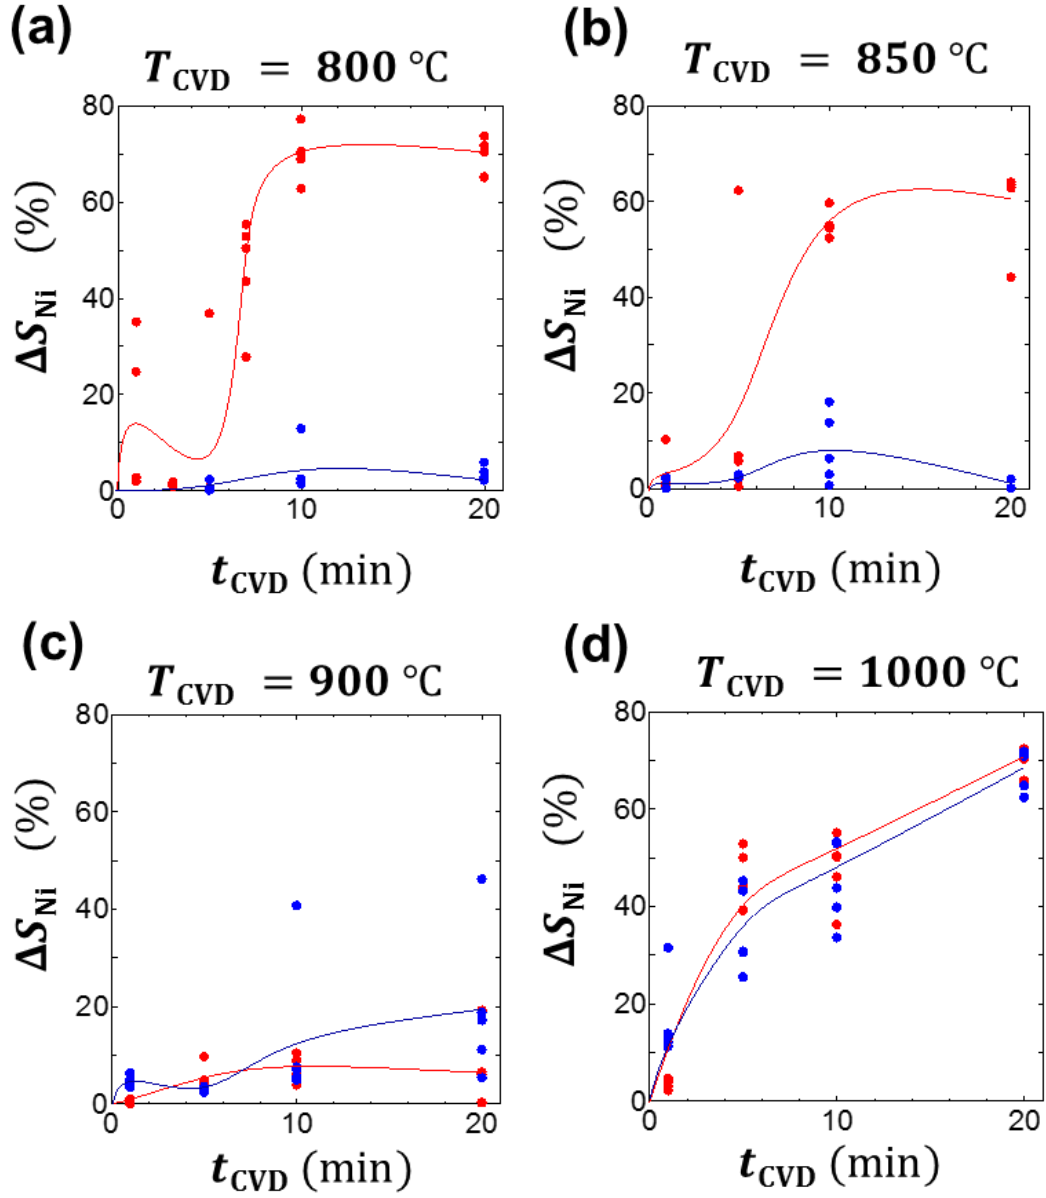 (a)
T_CVD = 800 °C
80
60
40
20
0
0 10 20
ΔS_Ni (%)
t_CVD (min)
(b)
T_CVD = 850 °C
80
60
40
20
0
0 10 20
ΔS_Ni (%)
t_CVD (min)
(c)
T_CVD = 900 °C
80
60
40
20
0
0 10 20
ΔS_Ni (%)
t_CVD (min)
(d)
T_CVD = 1000 °C
80
60
40
20
0
0 10 20
ΔS_Ni (%)
t_CVD (min)